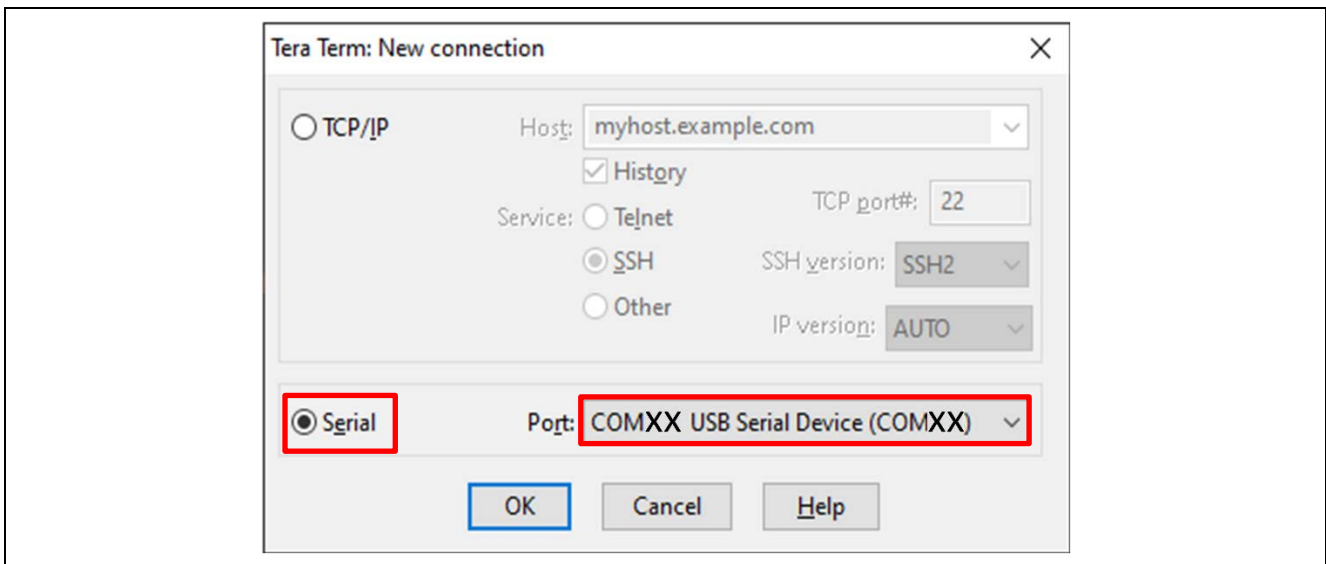 Tera Term: New connection
TCP/IP Host: myhost.example.com
History
TCP port#: 22
Service: Telnet
SSH SSH version: SSH2
Other
IP version: AUTO
Serial Port: COMXX USB Serial Device (COMXX)
OK Cancel Help